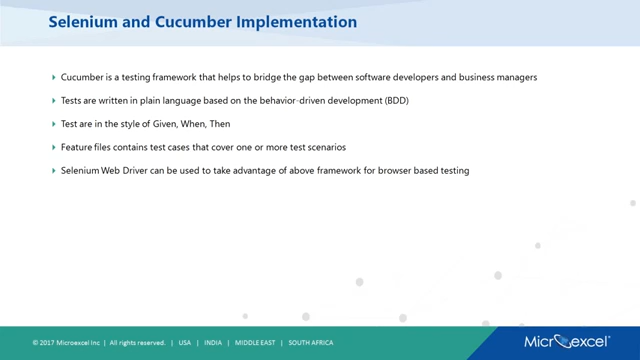 Selenium and Cucumber Implementation
Cucumber is a testing framework that helps to bridge the gap between software developers and business managers
Tests are written in plain language based on the behavior-driven development (BDD)
Test are in the style of Given, When, Then
Feature files contains test cases that cover one or more test scenarios
Selenium Web Driver can be used to take advantage of above framework for browser based testing
© 2017 Microexcel Inc | All rights reserved. | USA | INDIA | MIDDLE EAST | SOUTH AFRICA
Microexcel